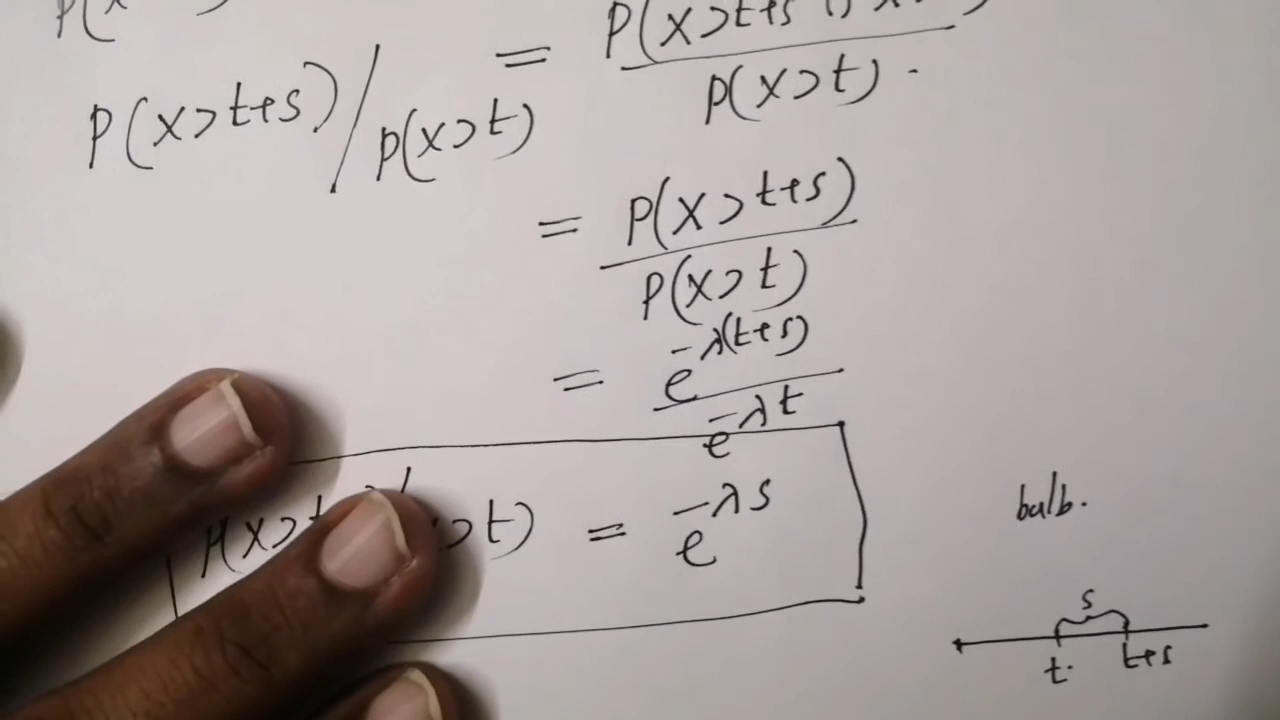 P(X
= P(X>t+s ∩ X
P(X>t+s)/P(X>t) P(X>t).
= P(X>t+s)
P(X>t)
= e^-λ(t+s)
e^-λt
P(X>t >t) = e^-λs
bulb.
s
t. t+s